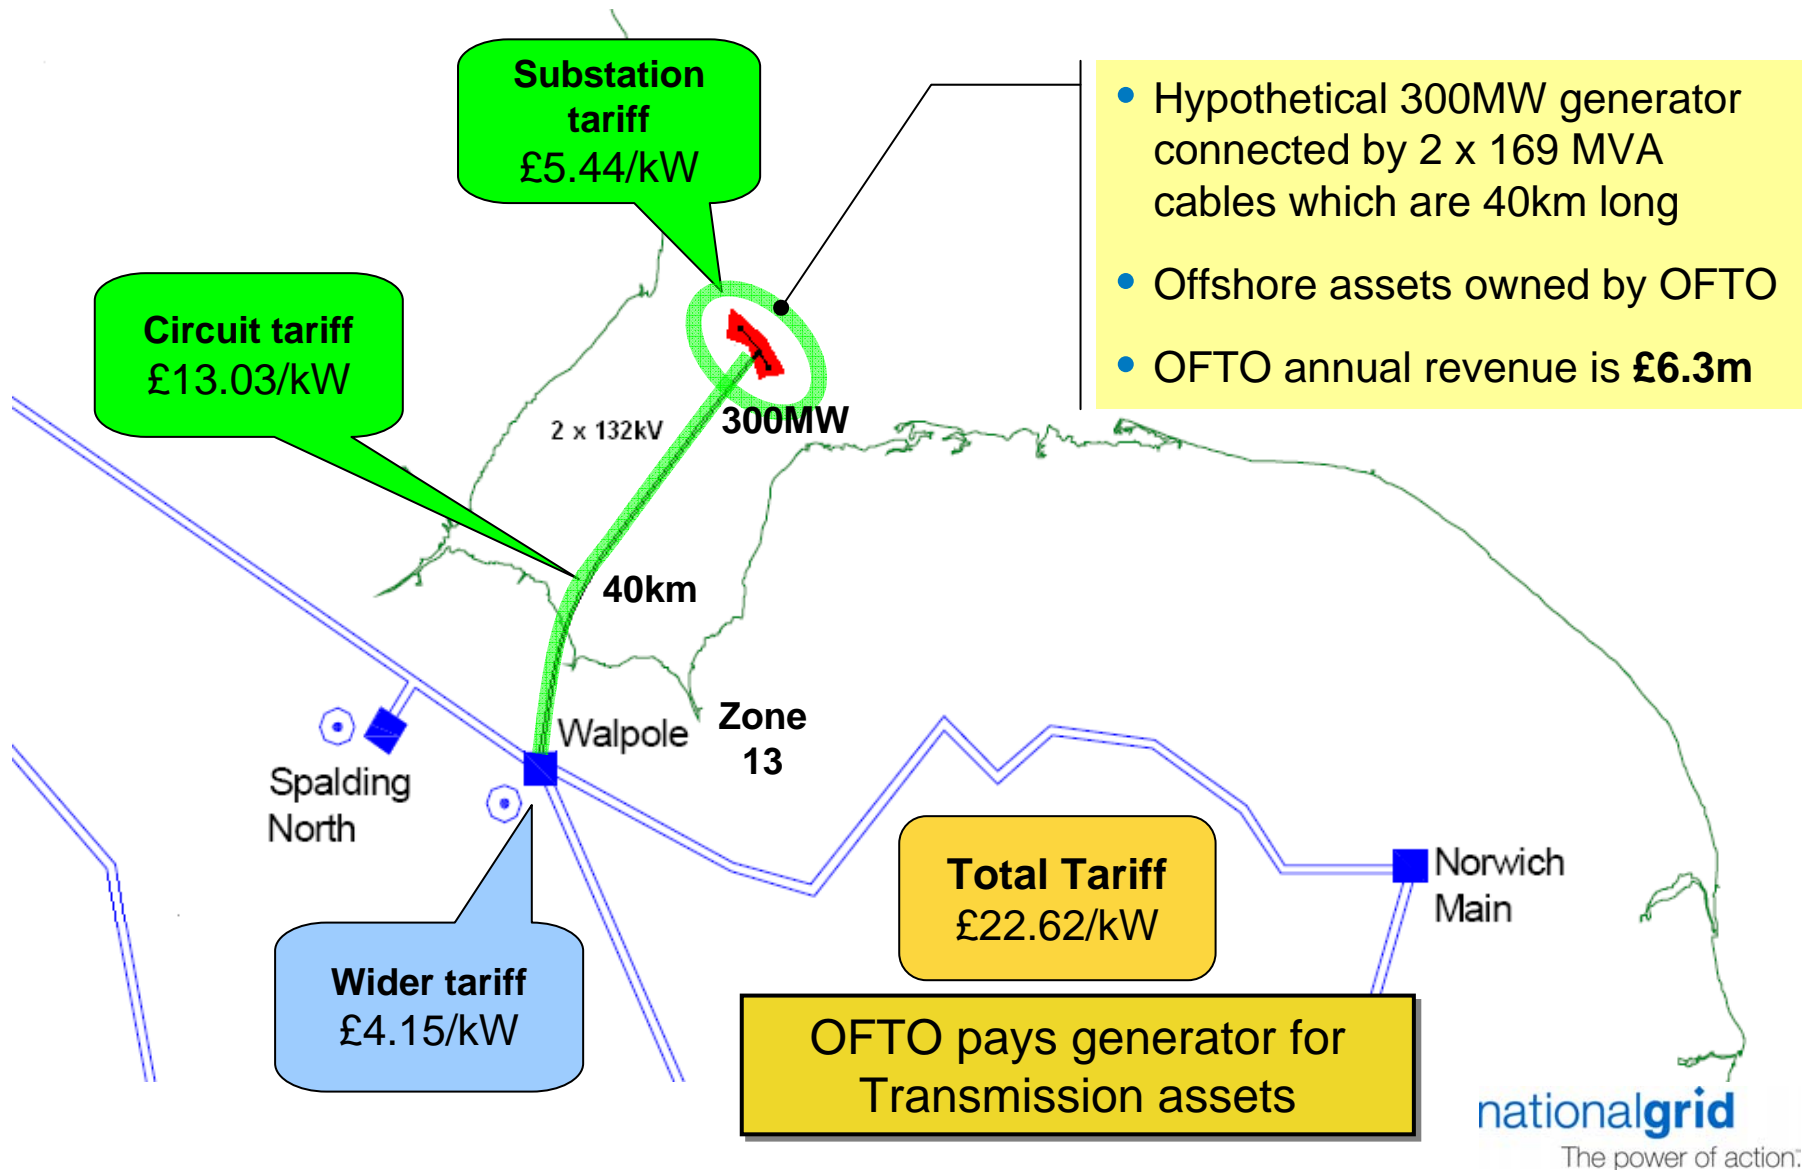 Substation
tariff
£5.44/kW
• Hypothetical 300MW generator
connected by 2 x 169 MVA
cables which are 40km long
• Offshore assets owned by OFTO
• OFTO annual revenue is £6.3m
Circuit tariff
£13.03/kW
2 x 132kV
300MW
40km
Walpole
Zone
13
Spalding
North
Total Tariff
£22.62/kW
Norwich
Main
Wider tariff
£4.15/kW
OFTO pays generator for
Transmission assets
nationalgrid
The power of action.